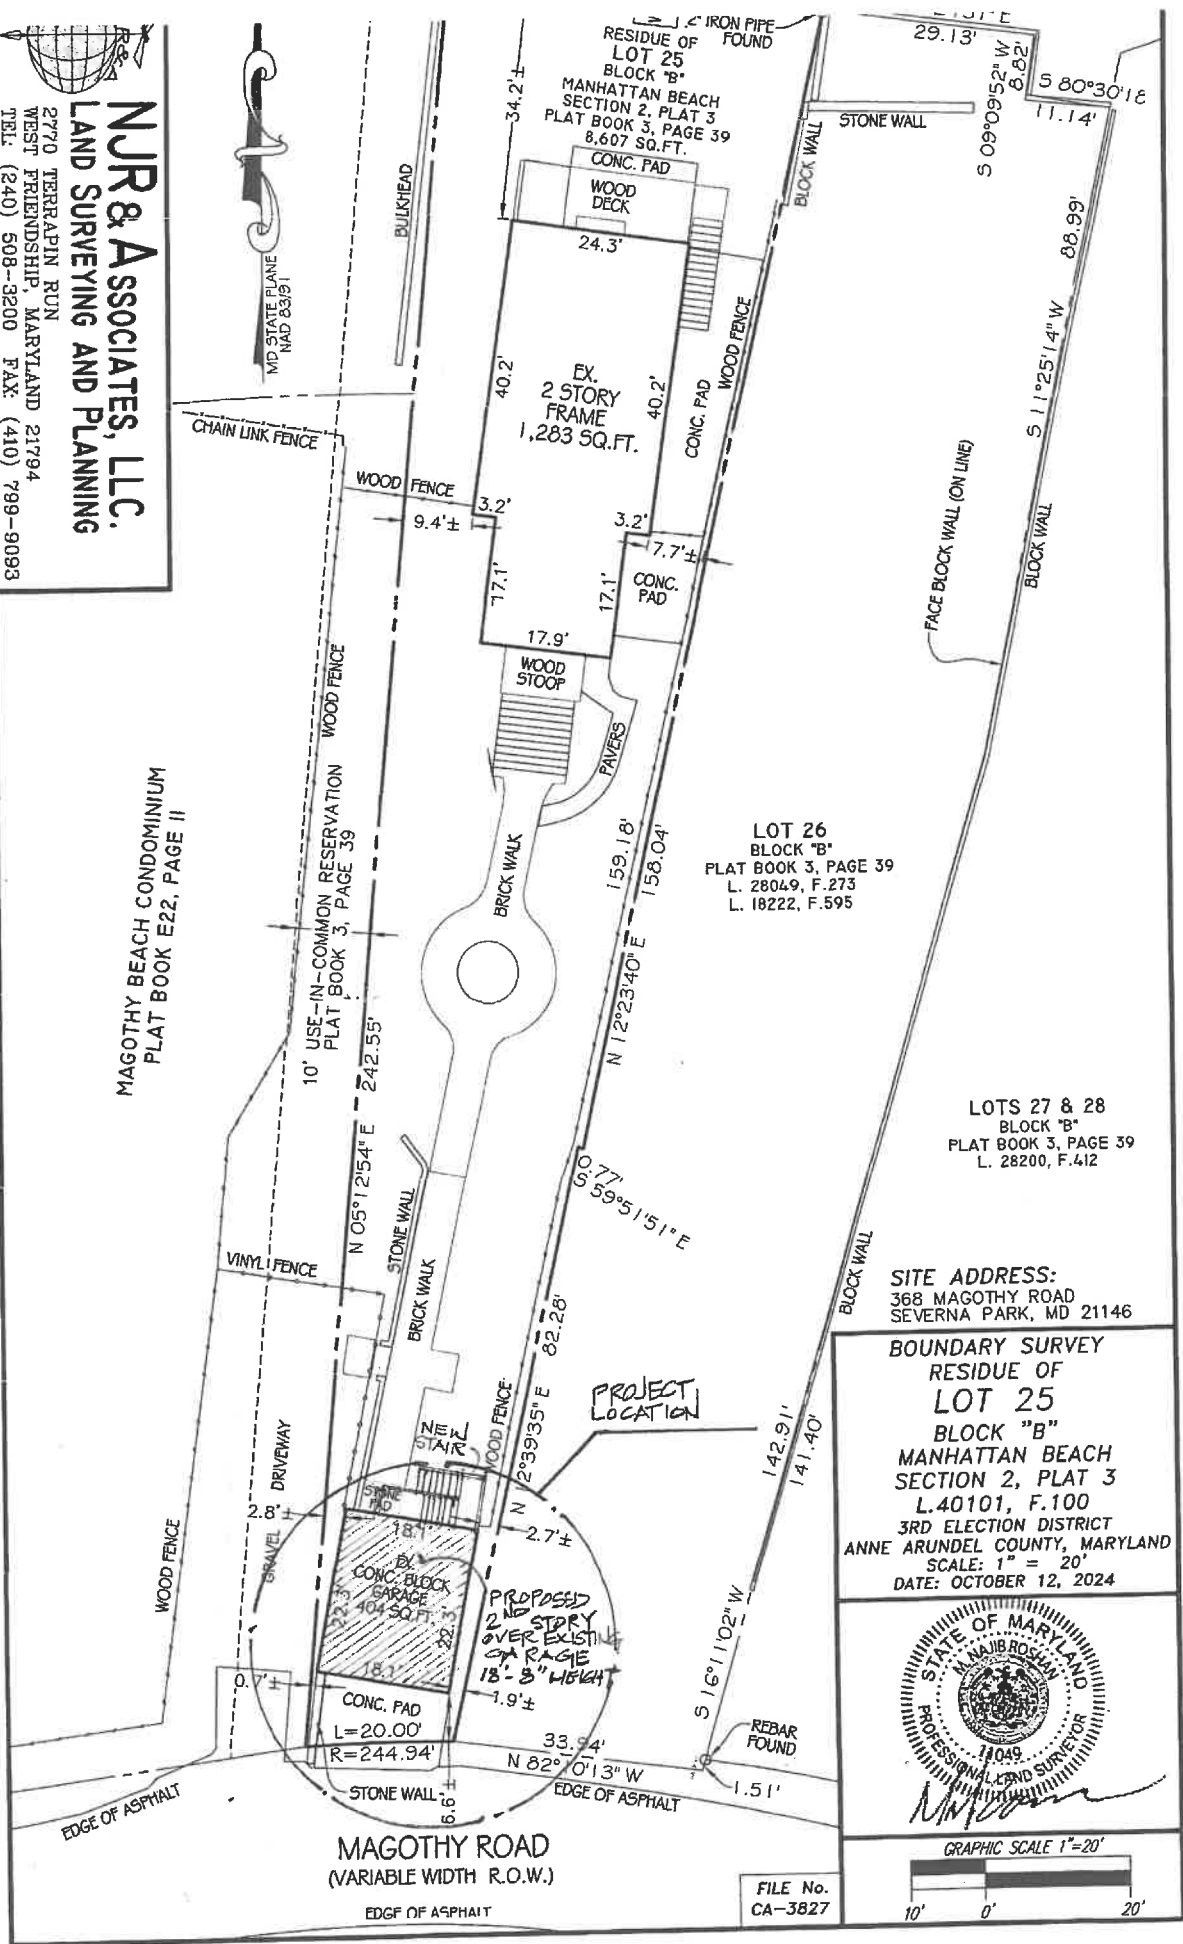 NJR & ASSOCIATES, LLC.
LAND SURVEYING AND PLANNING
2770 TERRAPIN RUN
WEST FRIENDSHIP, MARYLAND 21794
TEL: (240) 508-3200 FAX: (410) 799-9093
MD STATE PLANE
NAD 83/91
BULKHEAD
34.2'±
IRON PIPE
FOUND
RESIDUE OF
LOT 25
BLOCK "B"
MANHATTAN BEACH
SECTION 2, PLAT 3
PLAT BOOK 3, PAGE 39
8,607 SQ.FT.
CONC. PAD
WOOD
DECK
24.3'
BLOCK WALL
STONE WALL
29.13'
S 09°09'52" W
8.82'
S 80°30'18
11.14'
88.99'
S 11°25'14" W
BLOCK WALL
FACE BLOCK WALL (ON LINE)
40.2'
EX.
2 STORY
FRAME
1,283 SQ.FT.
40.2'
CONC. PAD
WOOD FENCE
CHAIN LINK FENCE
WOOD FENCE
9.4'±
3.2'
3.2'
7.7'±
17.1'
17.1'
CONC.
PAD
17.9'
WOOD
STOOP
PAVERS
WOOD FENCE
MAGOTHY BEACH CONDOMINIUM
PLAT BOOK E22, PAGE 11
10' USE-IN-COMMON RESERVATION
PLAT BOOK 3, PAGE 39
BRICK WALK
159.18'
158.04'
N 12°23'40" E
LOT 26
BLOCK "B"
PLAT BOOK 3, PAGE 39
L. 28049, F.273
L. 18222, F.595
N 05°12'54" E 242.55'
LOTS 27 & 28
BLOCK "B"
PLAT BOOK 3, PAGE 39
L. 28200, F.412
0.77'
S 59°51'51" E
STONE WALL
BRICK WALK
VINYL FENCE
BLOCK WALL
82.28'
N 12°39'35" E
WOOD FENCE
SITE ADDRESS:
368 MAGOTHY ROAD
SEVERNA PARK, MD 21146
BOUNDARY SURVEY
RESIDUE OF
LOT 25
BLOCK "B"
MANHATTAN BEACH
SECTION 2, PLAT 3
L.40101, F.100
3RD ELECTION DISTRICT
ANNE ARUNDEL COUNTY, MARYLAND
SCALE: 1" = 20'
DATE: OCTOBER 12, 2024
PROJECT
LOCATION
NEW
STAIR
142.91'
141.40'
GRAVEL DRIVEWAY
WOOD FENCE
2.8'±
STONE
PAD
18.1'
2.7'±
EX.
CONC. BLOCK
GARAGE
404 SQ.FT.
22.3'
22.3'
18.1'
PROPOSED
2ND STORY
OVER EXISTING
GARAGE
18'-8" HEIGHT
0.7'±
1.9'±
CONC. PAD
L=20.00'
R=244.94'
STONE WALL
6.6'±
33.94'
EDGE OF ASPHALT
S 16°11'02" W
REBAR
FOUND
1.51'
EDGE OF ASPHALT
MAGOTHY ROAD
(VARIABLE WIDTH R.O.W.)
EDGE OF ASPHALT
STATE OF MARYLAND
M. NAJIB ROSHAN
11049
PROFESSIONAL LAND SURVEYOR
FILE No.
CA-3827
GRAPHIC SCALE 1"=20'
10' 0' 20'